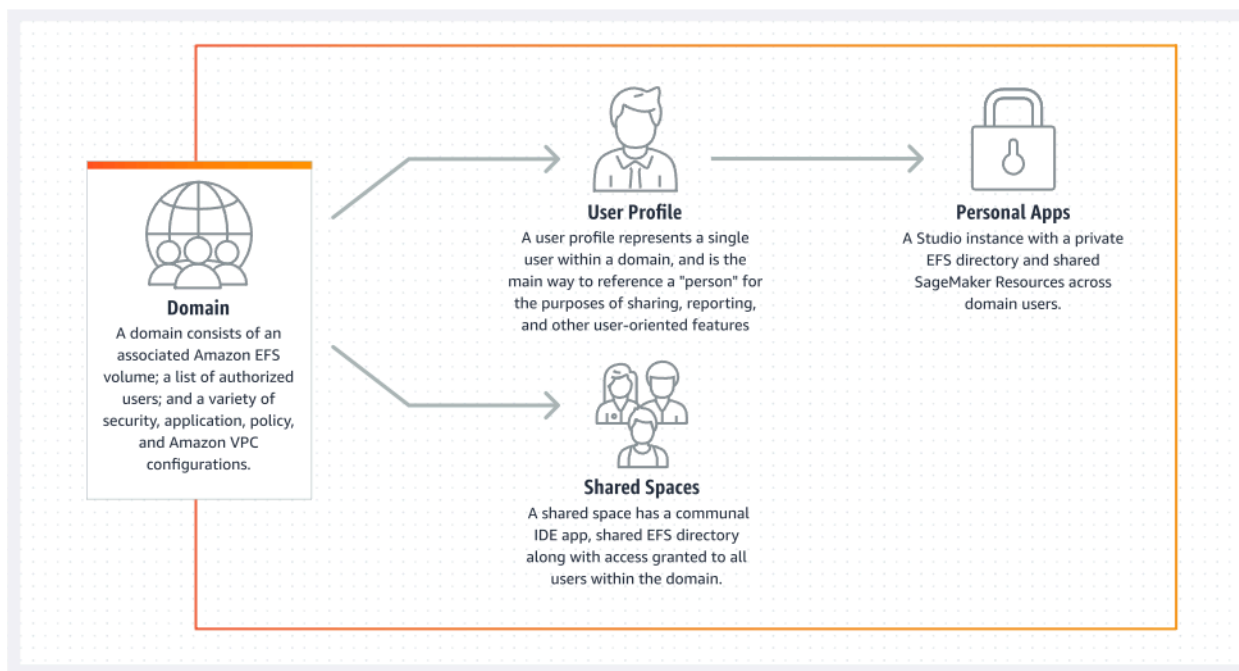 Domain
A domain consists of an
associated Amazon EFS
volume; a list of authorized
users; and a variety of
security, application, policy,
and Amazon VPC
configurations.
User Profile
A user profile represents a single
user within a domain, and is the
main way to reference a "person" for
the purposes of sharing, reporting,
and other user-oriented features
Personal Apps
A Studio instance with a private
EFS directory and shared
SageMaker Resources across
domain users.
Shared Spaces
A shared space has a communal
IDE app, shared EFS directory
along with access granted to all
users within the domain.